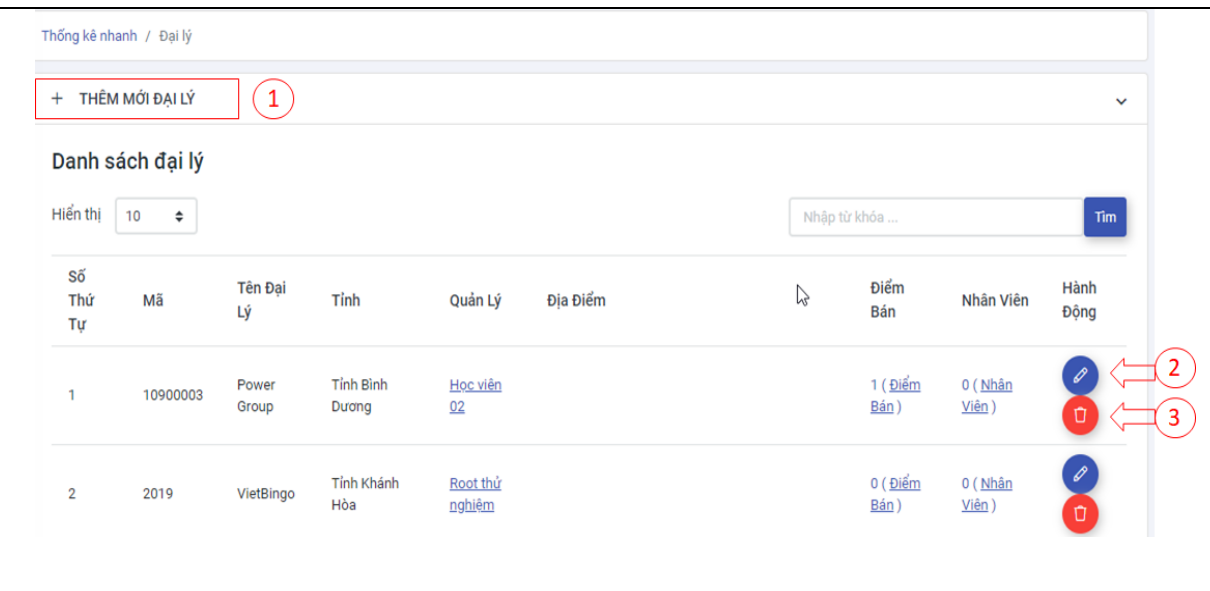 Thống kê nhanh / Đại lý
+ THÊM MỚI ĐẠI LÝ
1
Danh sách đại lý
Hiển thị 10
Nhập từ khóa ... Tìm
Số Thứ Tự Mã Tên Đại Lý Tỉnh Quản Lý Địa Điểm Điểm Bán Nhân Viên Hành Động
1 10900003 Power Group Tỉnh Bình Dương Học viên 02 1 ( Điểm Bán ) 0 ( Nhân Viên )
2
3
2 2019 VietBingo Tỉnh Khánh Hòa Root thử nghiệm 0 ( Điểm Bán ) 0 ( Nhân Viên )